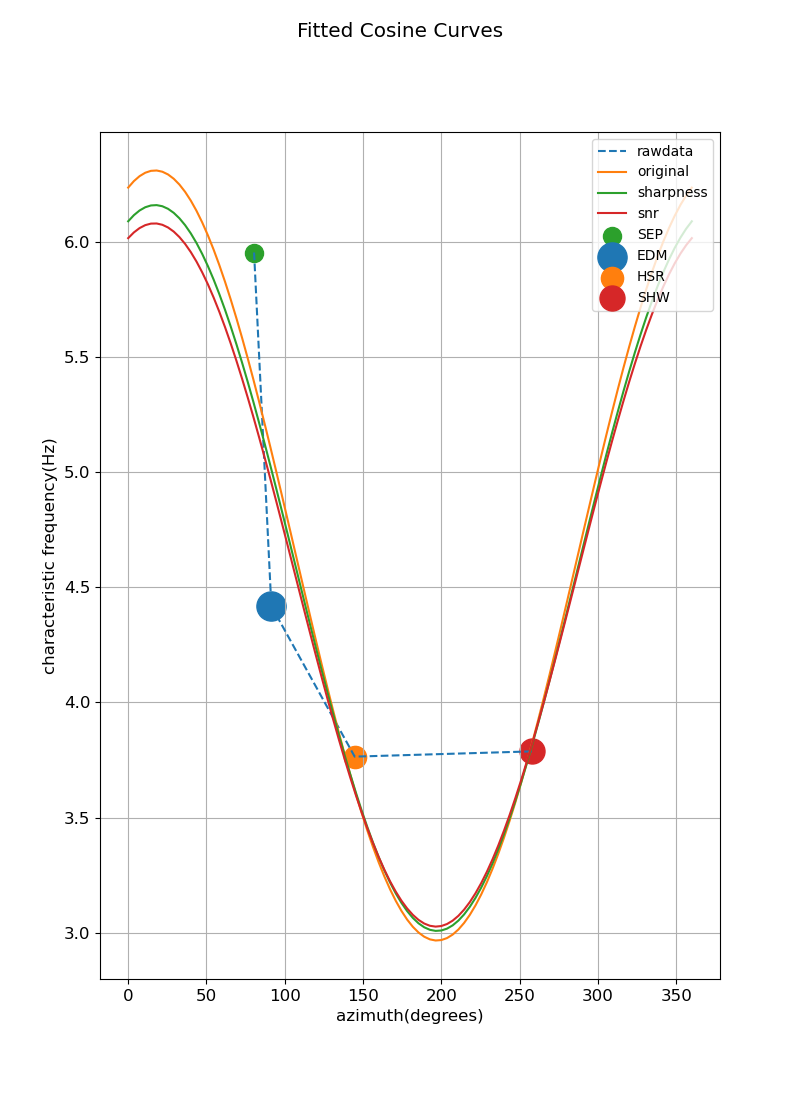 Fitted Cosine Curves
rawdata
original
sharpness
snr
SEP
EDM
HSR
SHW
6.0
5.5
5.0
4.5
4.0
3.5
3.0
characteristic frequency(Hz)
0 50 100 150 200 250 300 350
azimuth(degrees)